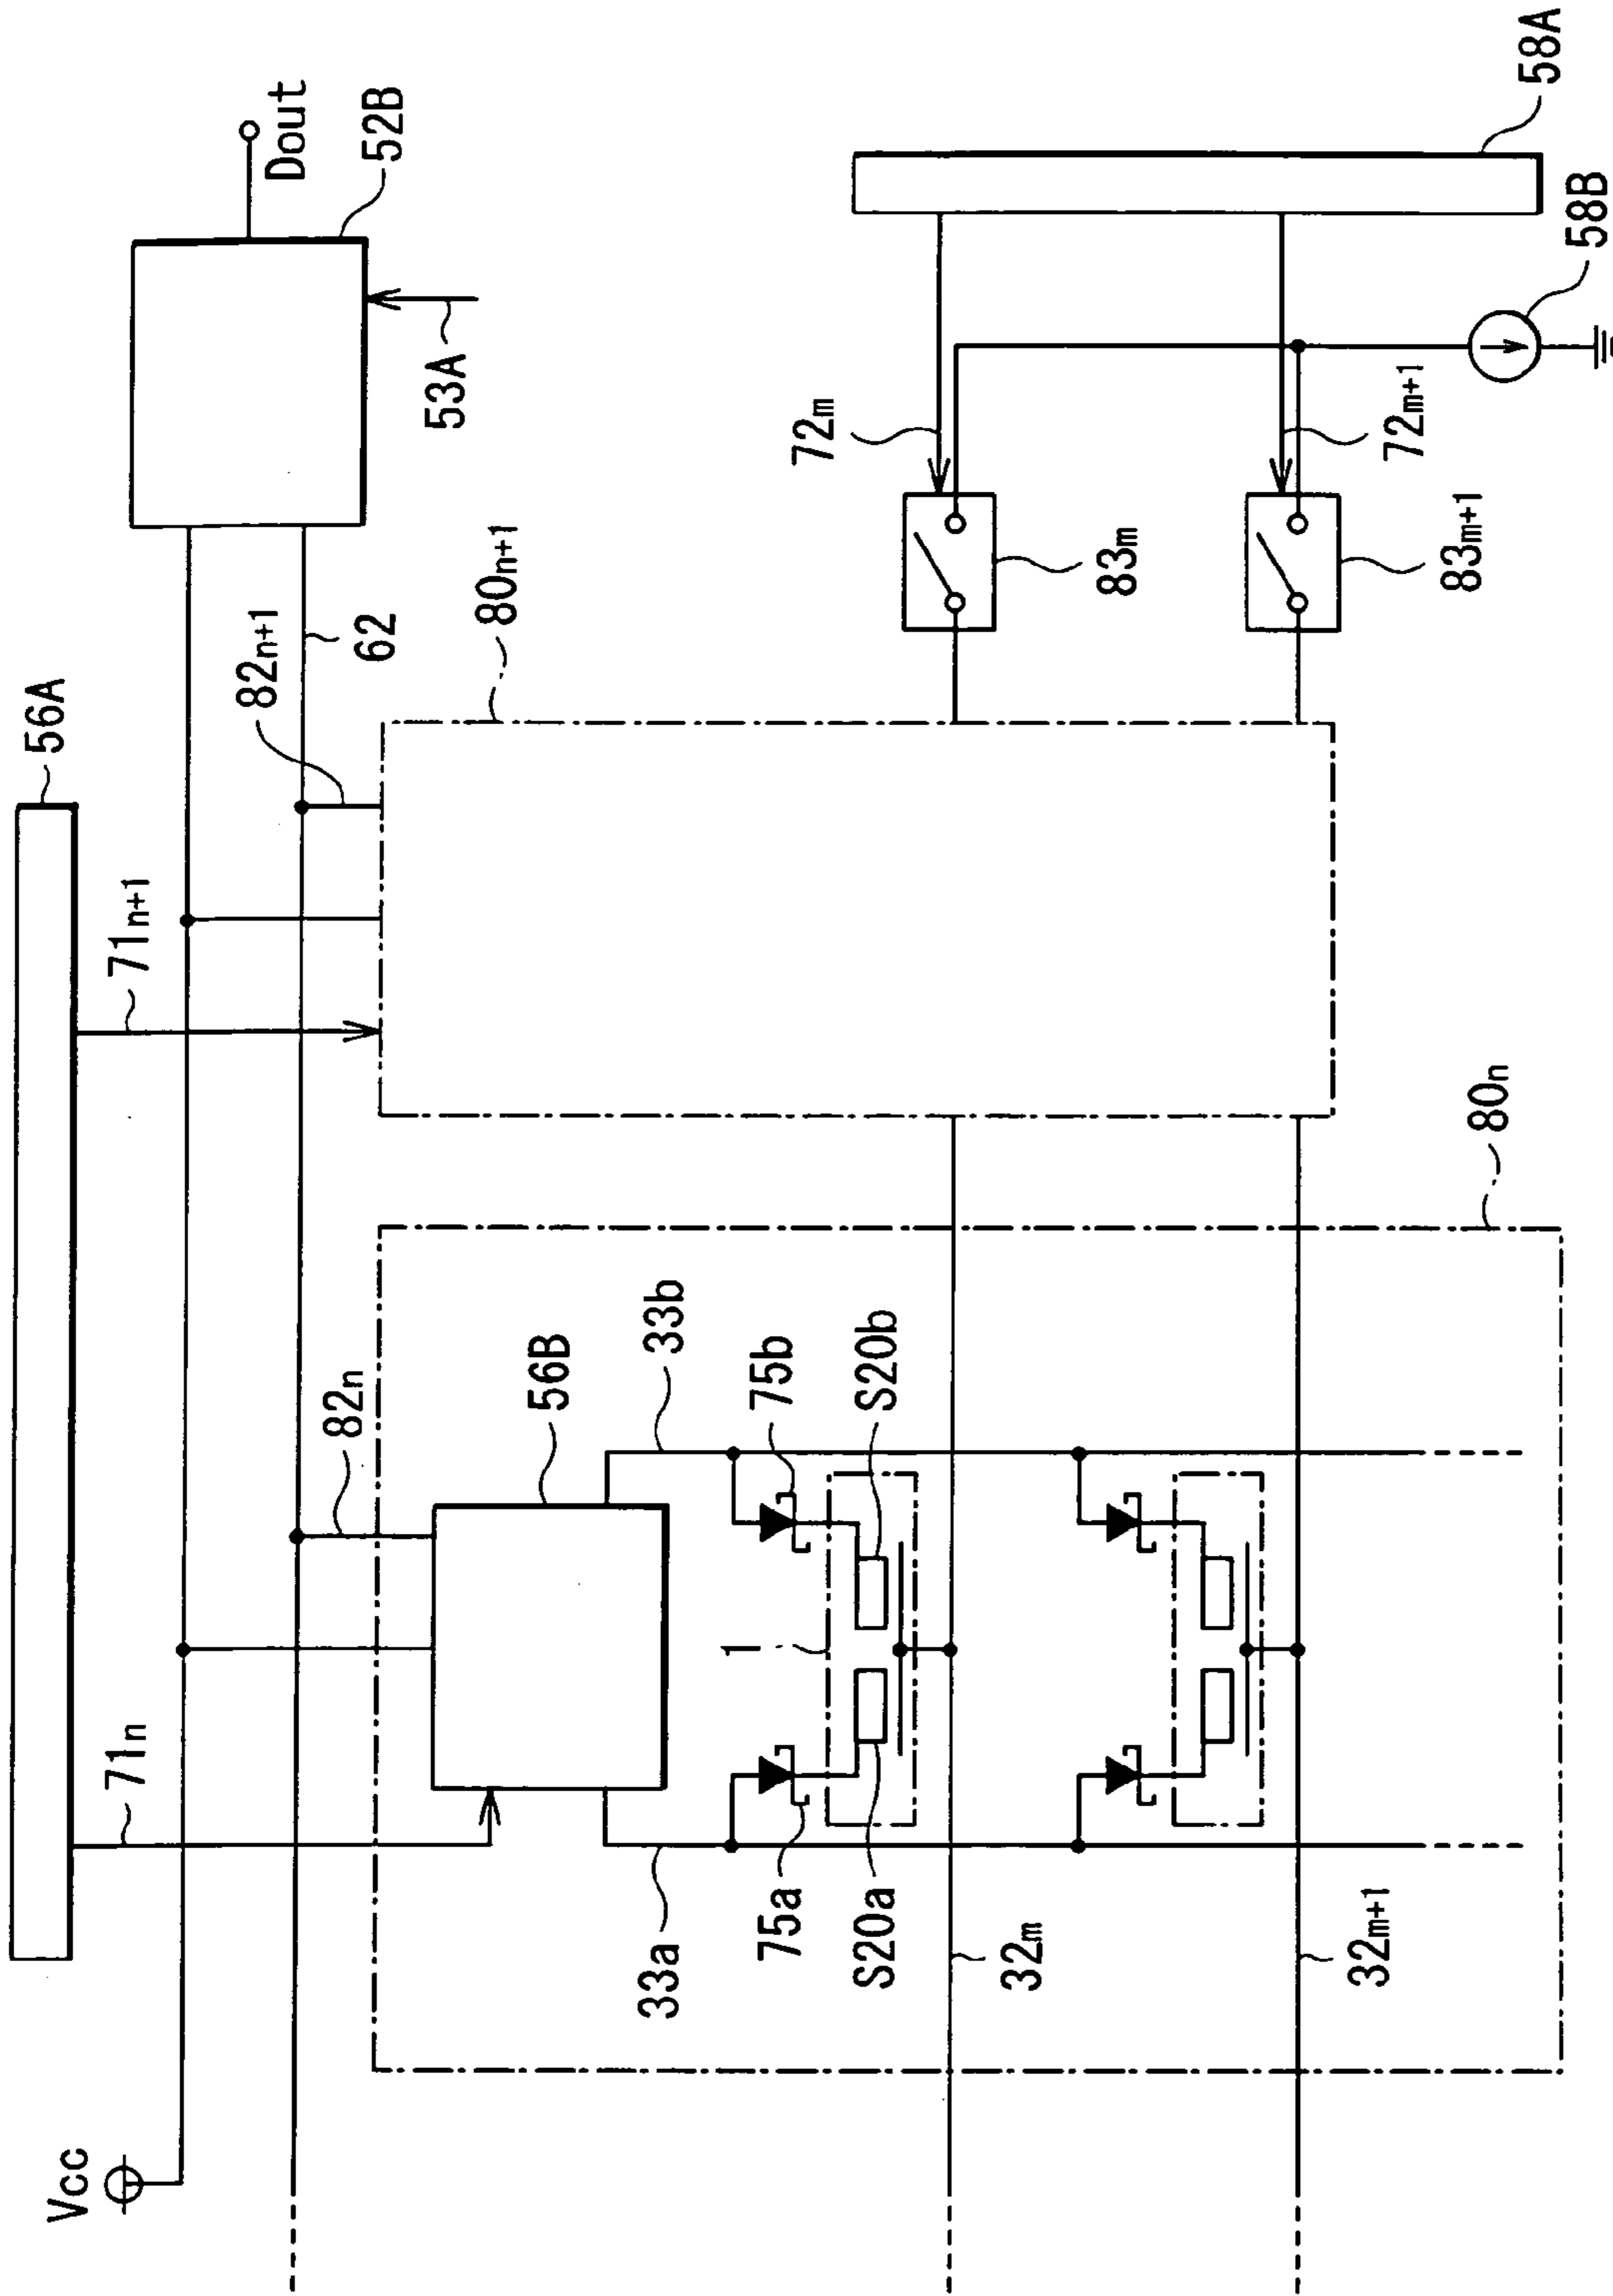 56A
Vcc
71n
71n+1
Dout
52B
82n
82n+1
62
53A
80n+1
56B
33a
33b
75a
75b
1
S20a
S20b
32m
32m+1
80n
72m
83m
72m+1
83m+1
58A
58B